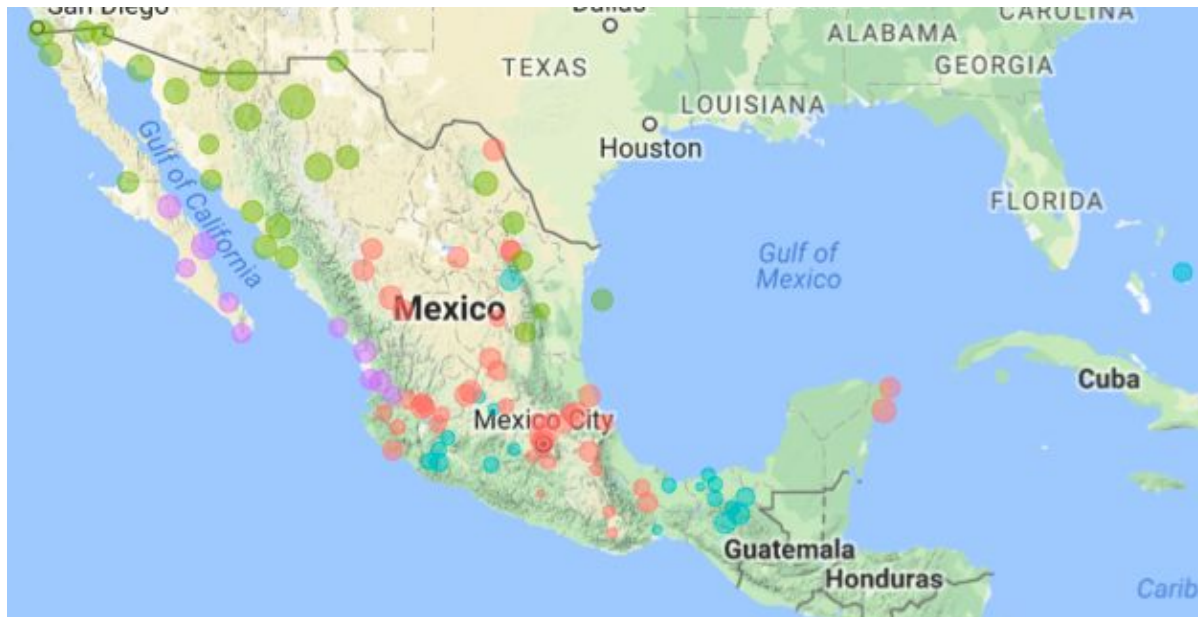 San Diego
Dallas
CAROLINA
ALABAMA
TEXAS
GEORGIA
LOUISIANA
Houston
Gulf of California
FLORIDA
Gulf of
Mexico
Mexico
Cuba
Mexico City
Guatemala
Honduras
Carib